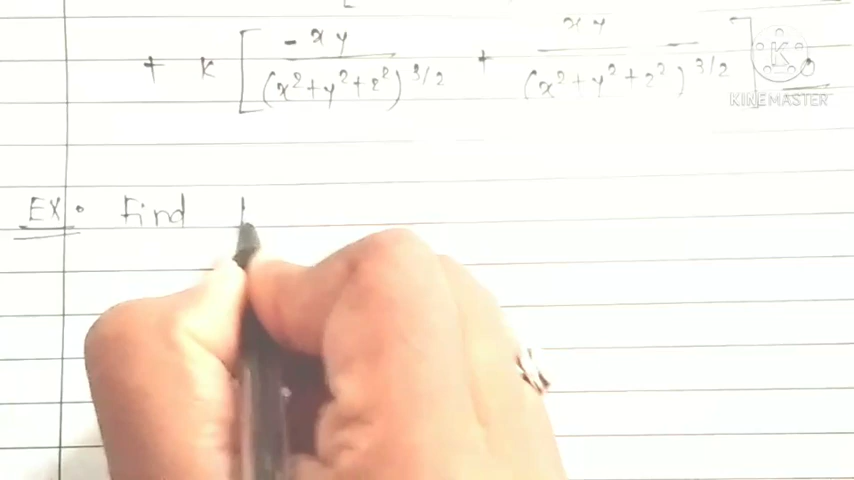 + k [ -xy / (x²+y²+z²)^3/2 + xy / (x²+y²+z²)^3/2 ]
KINEMASTER
EX. Find